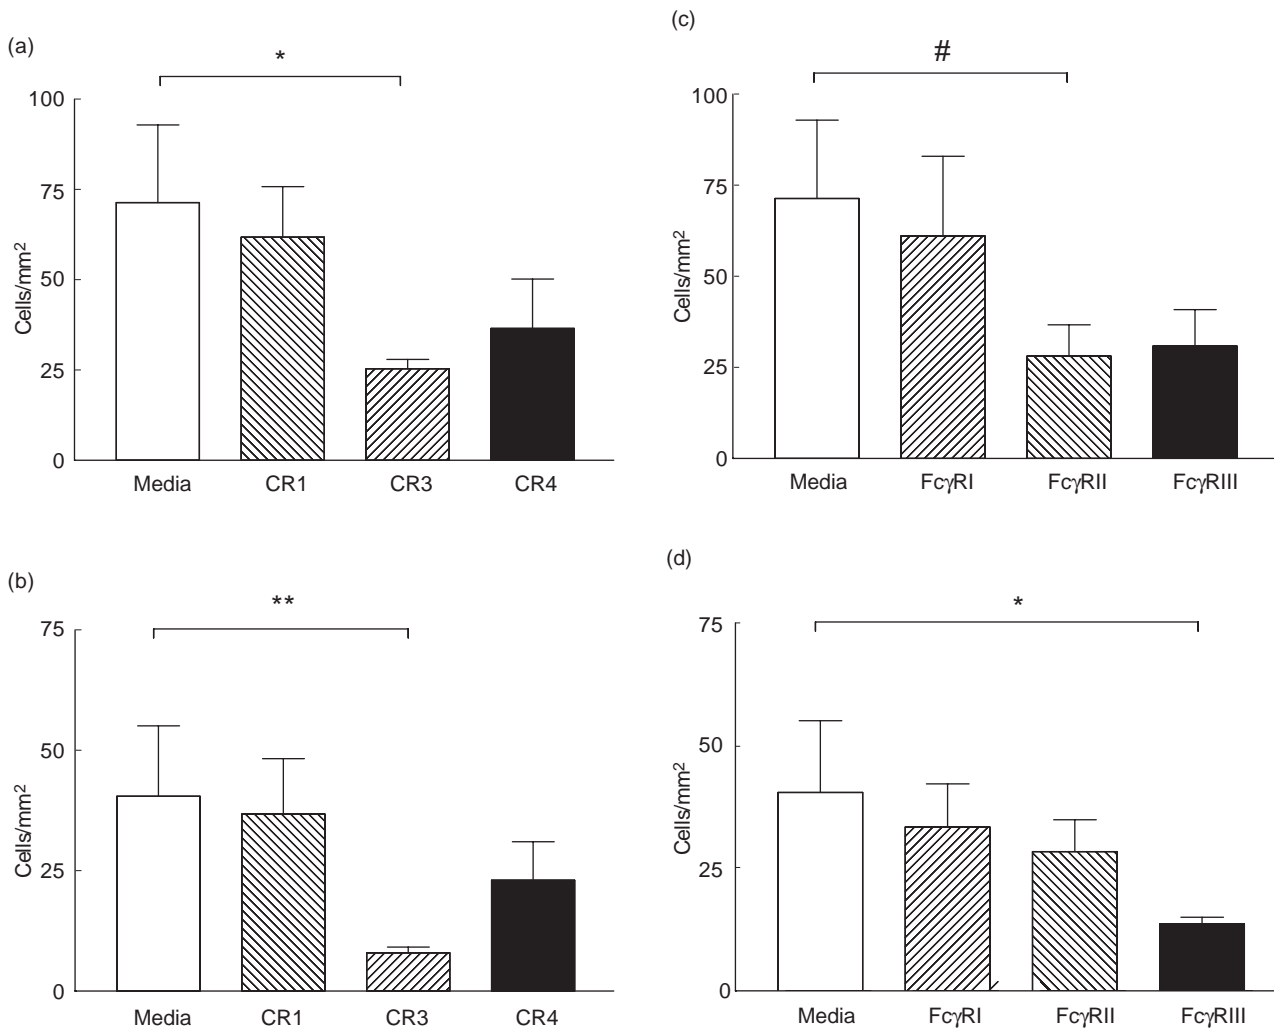 (a)
*
100
75
50
25
0
Cells/mm²
Media CR1 CR3 CR4
(b)
**
75
50
25
0
Cells/mm²
Media CR1 CR3 CR4
(c)
#
100
75
50
25
0
Cells/mm²
Media FcγRI FcγRII FcγRIII
(d)
*
75
50
25
0
Cells/mm²
Media FcγRI FcγRII FcγRIII